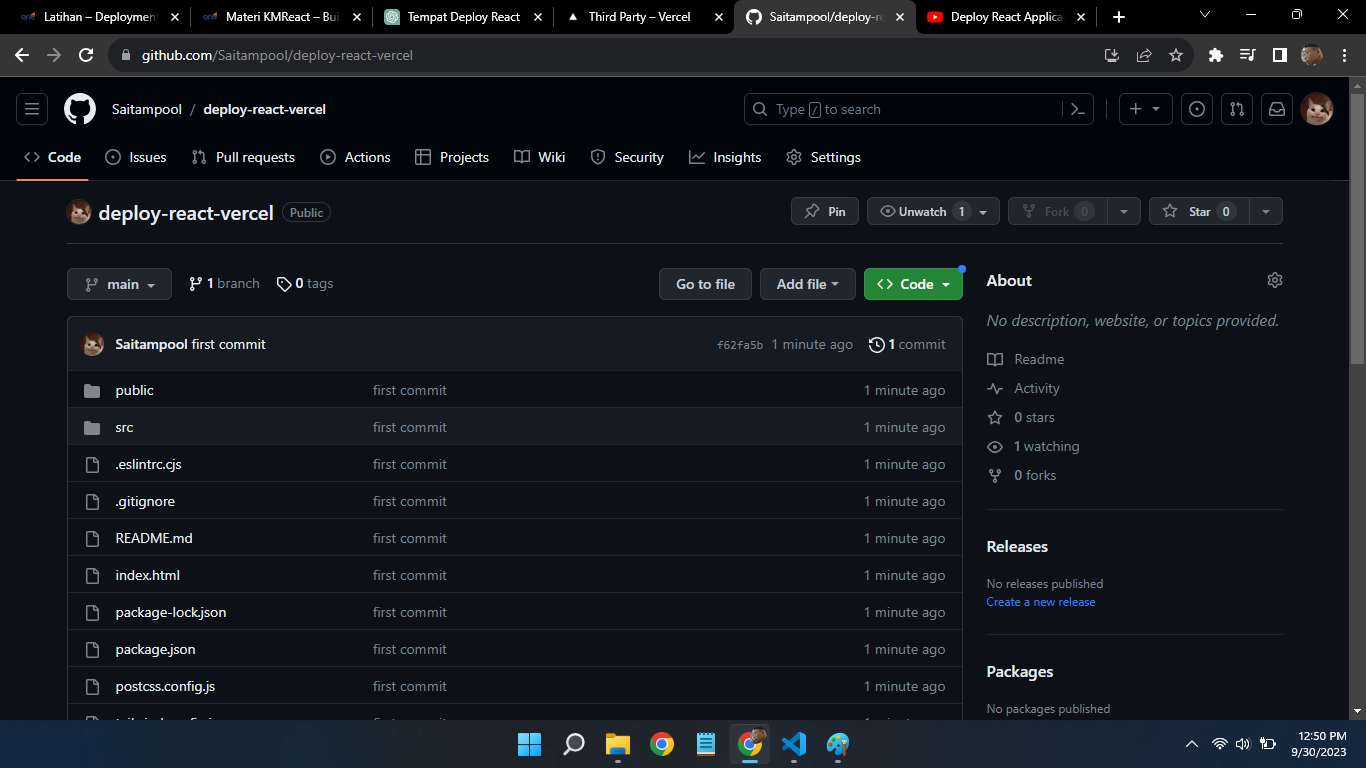 Latihan – Deploymen
Materi KMReact – Bui
Tempat Deploy React
Third Party – Vercel
Saitampool/deploy-re
Deploy React Applica
github.com/Saitampool/deploy-react-vercel
Saitampool / deploy-react-vercel
Type / to search
Code
Issues
Pull requests
Actions
Projects
Wiki
Security
Insights
Settings
deploy-react-vercel Public
Pin
Unwatch 1
Fork 0
Star 0
main
1 branch
0 tags
Go to file
Add file
Code
Saitampool first commit f62fa5b 1 minute ago 1 commit
public first commit 1 minute ago
src first commit 1 minute ago
.eslintrc.cjs first commit 1 minute ago
.gitignore first commit 1 minute ago
README.md first commit 1 minute ago
index.html first commit 1 minute ago
package-lock.json first commit 1 minute ago
package.json first commit 1 minute ago
postcss.config.js first commit 1 minute ago
About
No description, website, or topics provided.
Readme
Activity
0 stars
1 watching
0 forks
Releases
No releases published
Create a new release
Packages
No packages published
12:50 PM
9/30/2023